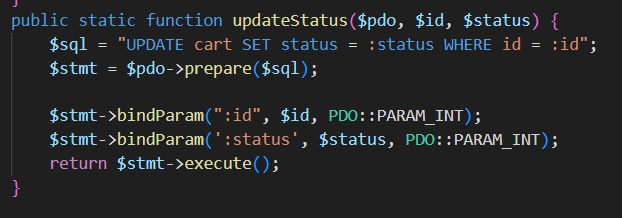 }
public static function updateStatus($pdo, $id, $status) {
$sql = "UPDATE cart SET status = :status WHERE id = :id";
$stmt = $pdo->prepare($sql);
$stmt->bindParam(":id", $id, PDO::PARAM_INT);
$stmt->bindParam(':status', $status, PDO::PARAM_INT);
return $stmt->execute();
}